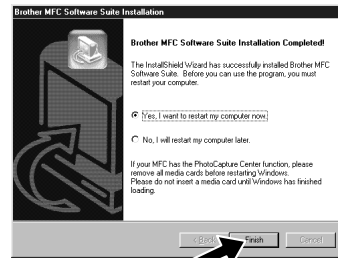 Brother MFC Software Suite Installation
Brother MFC Software Suite Installation Completed!
The InstallShield Wizard has successfully installed Brother MFC
Software Suite. Before you can use the program, you must
restart your computer.
Yes, I want to restart my computer now.
No, I will restart my computer later.
If your MFC has the PhotoCapture Center function, please
remove all media cards before restarting Windows.
Please do not insert a media card until Windows has finished
loading.
< Back
Finish
Cancel